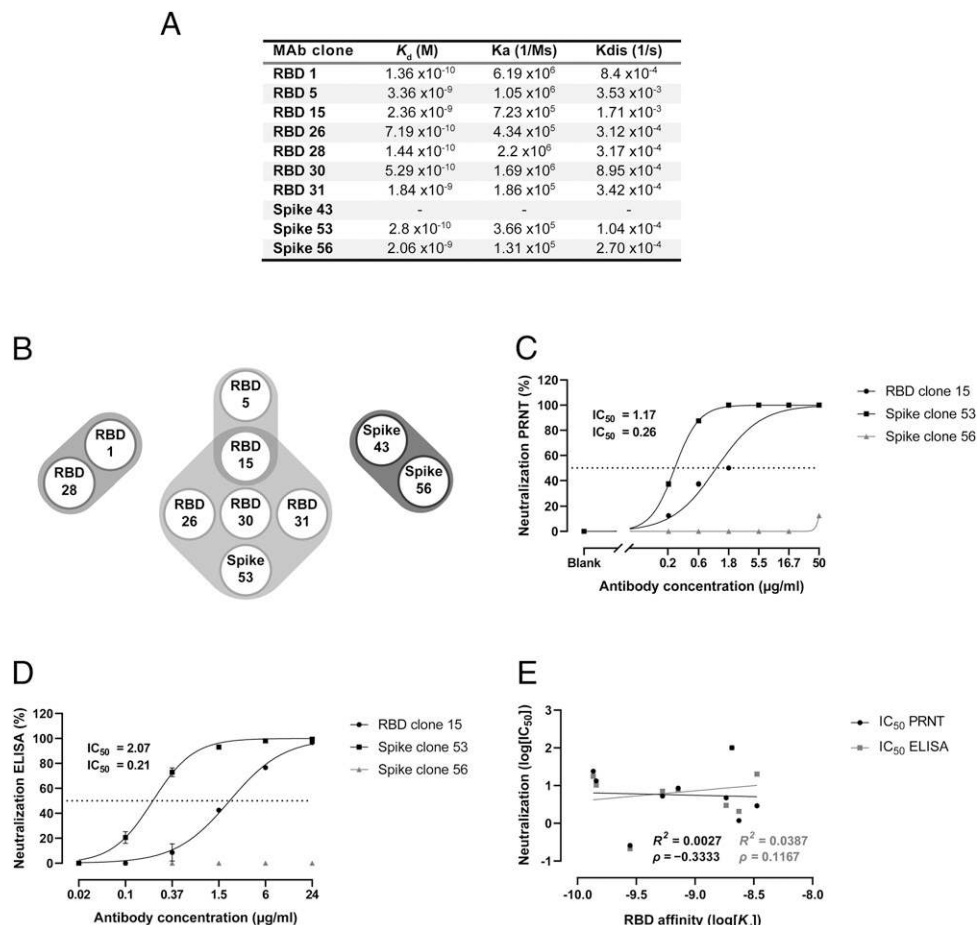 A
MAb clone Kd (M) Ka (1/Ms) Kdis (1/s)
RBD 1 1.36 x10⁻¹⁰ 6.19 x10⁶ 8.4 x10⁻⁴
RBD 5 3.36 x10⁻⁹ 1.05 x10⁶ 3.53 x10⁻³
RBD 15 2.36 x10⁻⁹ 7.23 x10⁵ 1.71 x10⁻³
RBD 26 7.19 x10⁻¹⁰ 4.34 x10⁵ 3.12 x10⁻⁴
RBD 28 1.44 x10⁻¹⁰ 2.2 x10⁶ 3.17 x10⁻⁴
RBD 30 5.29 x10⁻¹⁰ 1.69 x10⁶ 8.95 x10⁻⁴
RBD 31 1.84 x10⁻⁹ 1.86 x10⁵ 3.42 x10⁻⁴
Spike 43 - - -
Spike 53 2.8 x10⁻¹⁰ 3.66 x10⁵ 1.04 x10⁻⁴
Spike 56 2.06 x10⁻⁹ 1.31 x10⁵ 2.70 x10⁻⁴
B
RBD
1
RBD
28
RBD
5
RBD
15
RBD
26
RBD
30
RBD
31
Spike
53
Spike
43
Spike
56
C
Neutralization PRNT (%)
120
100
80
60
40
20
0
IC₅₀ = 1.17
IC₅₀ = 0.26
RBD clone 15
Spike clone 53
Spike clone 56
Blank 0.2 0.6 1.8 5.5 16.7 50
Antibody concentration (µg/ml)
D
Neutralization ELISA (%)
120
100
80
60
40
20
0
IC₅₀ = 2.07
IC₅₀ = 0.21
RBD clone 15
Spike clone 53
Spike clone 56
0.02 0.1 0.37 1.5 6 24
Antibody concentration (µg/ml)
E
Neutralization (log[IC₅₀])
3
2
1
0
-1
IC₅₀ PRNT
IC₅₀ ELISA
R² = 0.0027 R² = 0.0387
ρ = −0.3333 ρ = 0.1167
-10.0 -9.5 -9.0 -8.5 -8.0
RBD affinity (log[K
])